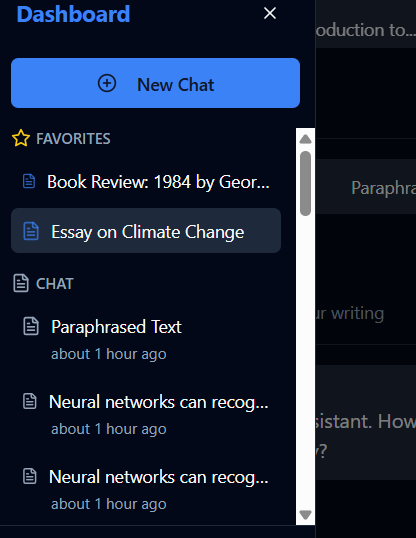 Dashboard
oduction to...
New Chat
FAVORITES
Book Review: 1984 by Geor...
Paraphra
Essay on Climate Change
CHAT
ur writing
Paraphrased Text
about 1 hour ago
Neural networks can recog...
sistant. How
about 1 hour ago
y?
Neural networks can recog...
about 1 hour ago